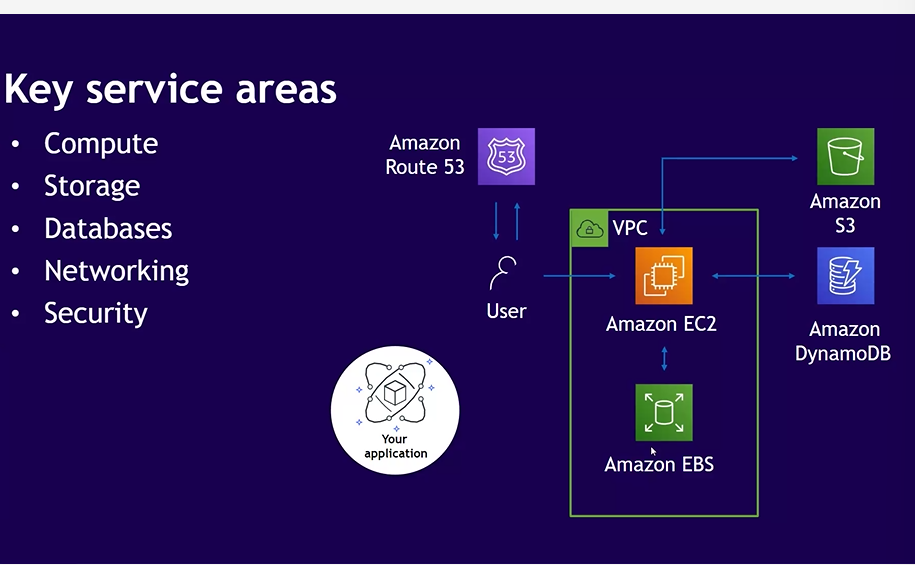 Key service areas
• Compute
• Storage
• Databases
• Networking
• Security
Amazon
Route 53
53
User
VPC
Amazon EC2
Amazon EBS
Amazon
S3
Amazon
DynamoDB
Your
application